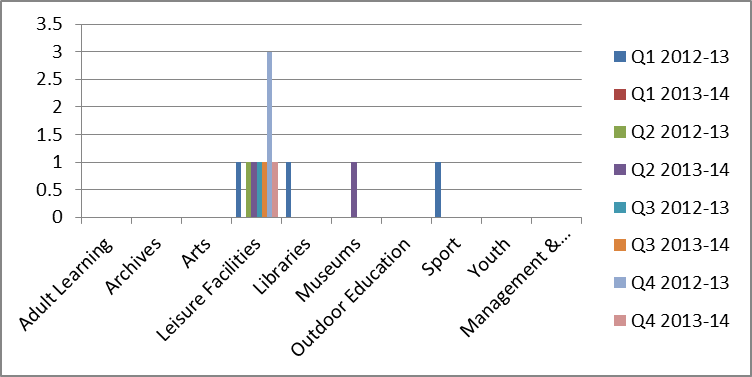 3.5
3
2.5
2
1.5
1
0.5
0
Adult Learning
Archives
Arts
Leisure Facilities
Libraries
Museums
Outdoor Education
Sport
Youth
Management &...
Q1 2012-13
Q1 2013-14
Q2 2012-13
Q2 2013-14
Q3 2012-13
Q3 2013-14
Q4 2012-13
Q4 2013-14